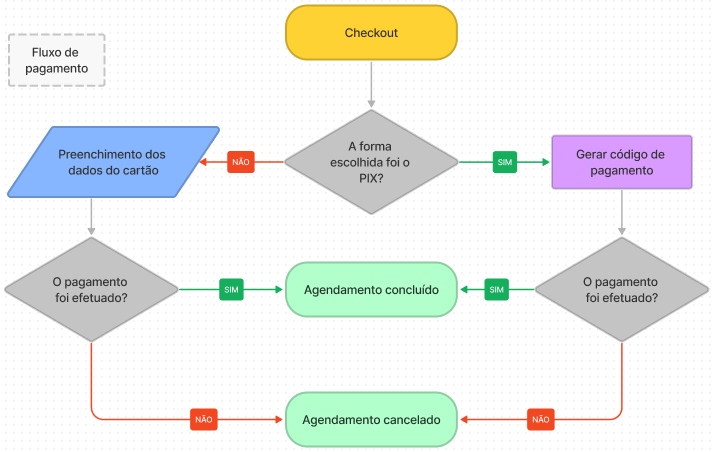 Checkout
Fluxo de
pagamento
A forma
escolhida foi o
PIX?
NÃO
SIM
Preenchimento dos
dados do cartão
Gerar código de
pagamento
O pagamento
foi efetuado?
SIM
Agendamento concluído
SIM
O pagamento
foi efetuado?
NÃO
Agendamento cancelado
NÃO